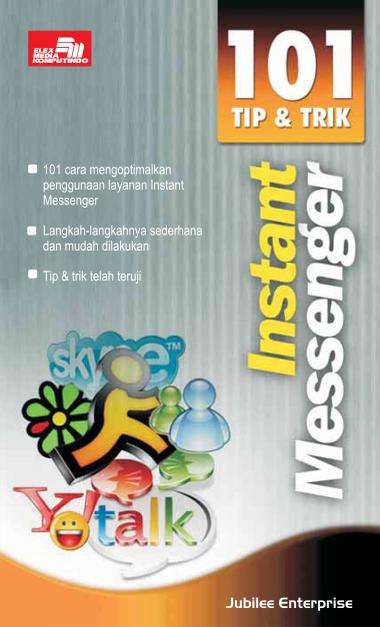 ELEX
MEDIA
KOMPUTINDO
101
TIP & TRIK
101 cara mengoptimalkan
penggunaan layanan Instant
Messenger
Langkah-langkahnya sederhana
dan mudah dilakukan
Tip & trik telah teruji
Instant
Messenger
skype™
Y!
talk
Jubilee Enterprise